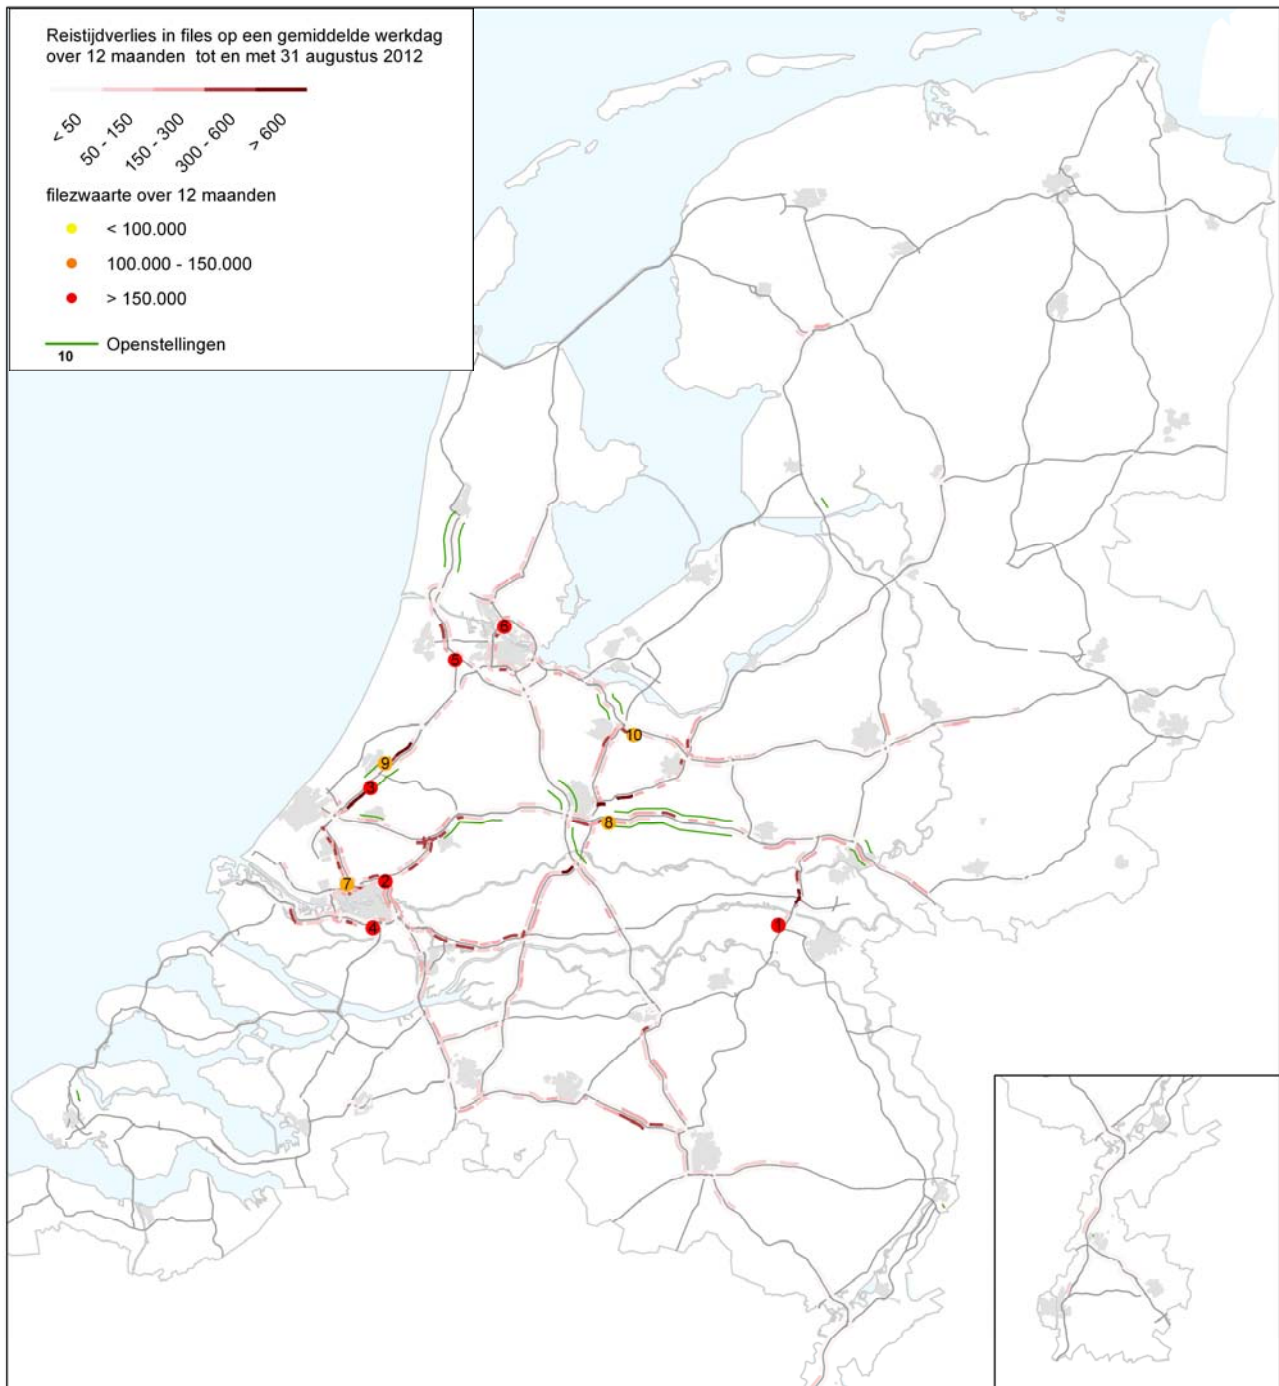 Reistijdverlies in files op een gemiddelde werkdag
over 12 maanden tot en met 31 augustus 2012
< 50
50 - 150
150 - 300
300 - 600
> 600
filezwaarte over 12 maanden
< 100.000
100.000 - 150.000
> 150.000
10 Openstellingen
6
5
10
9
3
8
7
2
1
4